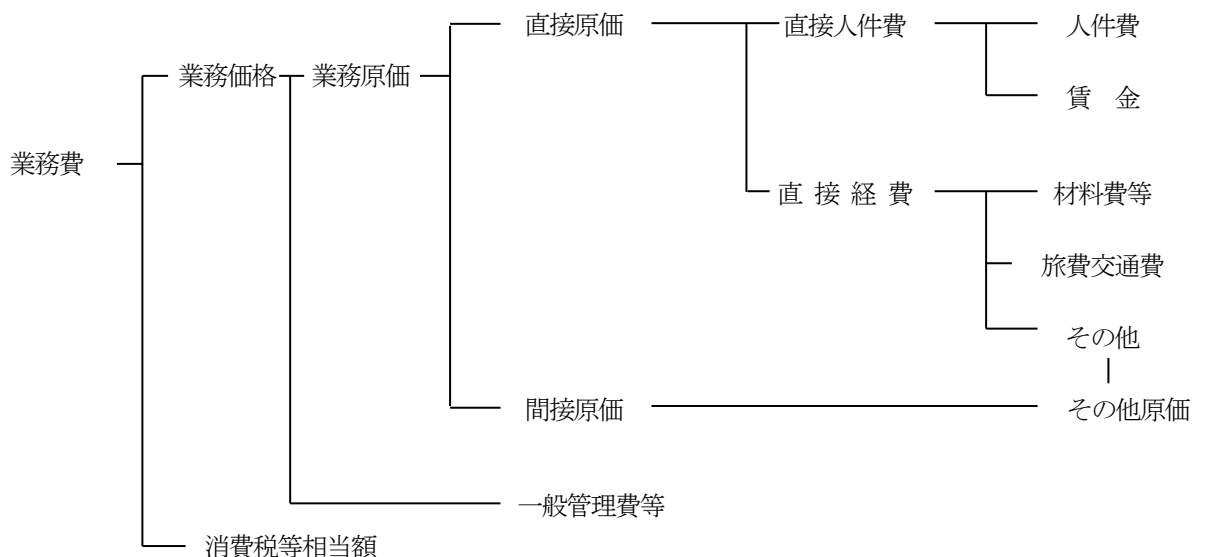 直接原価 直接人件費 人件費
業務価格 業務原価
賃　金
業務費
直 接 経 費 材料費等
旅費交通費
その他
間接原価 その他原価
一般管理費等
消費税等相当額